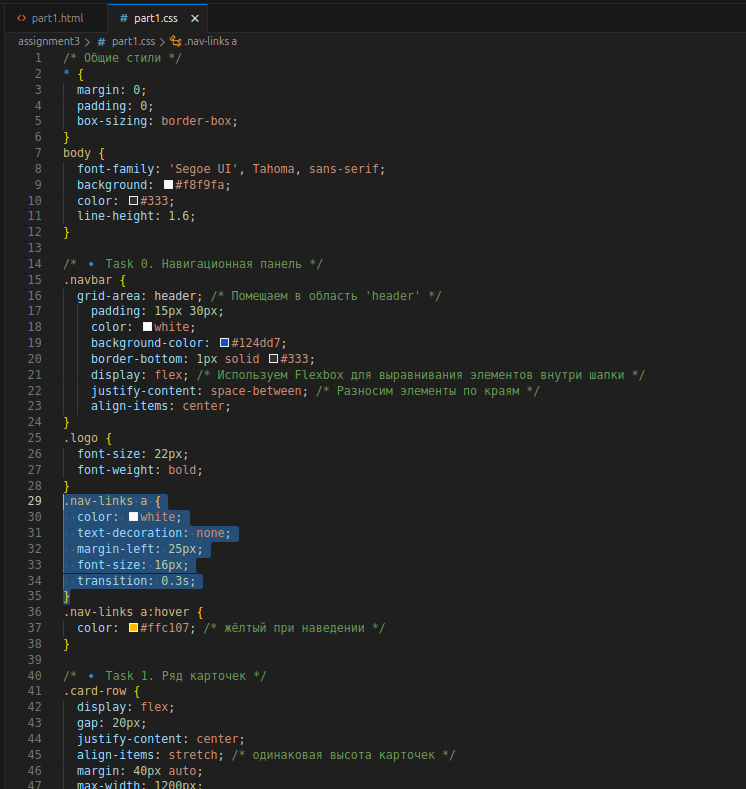 part1.html
part1.css
assignment3 > part1.css > .nav-links a
1 /* Общие стили */
2 * {
3 margin: 0;
4 padding: 0;
5 box-sizing: border-box;
6 }
7 body {
8 font-family: 'Segoe UI', Tahoma, sans-serif;
9 background: #f8f9fa;
10 color: #333;
11 line-height: 1.6;
12 }
13
14 /* 🔹 Task 0. Навигационная панель */
15 .navbar {
16 grid-area: header; /* Помещаем в область 'header' */
17 padding: 15px 30px;
18 color: white;
19 background-color: #124dd7;
20 border-bottom: 1px solid #333;
21 display: flex; /* Используем Flexbox для выравнивания элементов внутри шапки */
22 justify-content: space-between; /* Разносим элементы по краям */
23 align-items: center;
24 }
25 .logo {
26 font-size: 22px;
27 font-weight: bold;
28 }
29 .nav-links a {
30 color: white;
31 text-decoration: none;
32 margin-left: 25px;
33 font-size: 16px;
34 transition: 0.3s;
35 }
36 .nav-links a:hover {
37 color: #ffc107; /* жёлтый при наведении */
38 }
39
40 /* 🔹 Task 1. Ряд карточек */
41 .card-row {
42 display: flex;
43 gap: 20px;
44 justify-content: center;
45 align-items: stretch; /* одинаковая высота карточек */
46 margin: 40px auto;
47 max-width: 1200px;